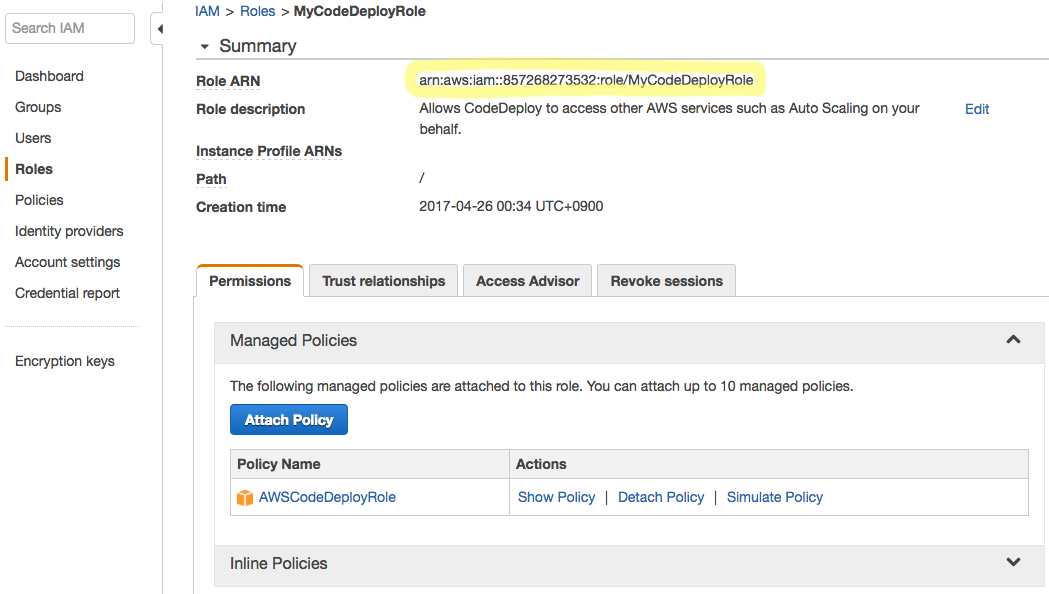 Search IAM
Dashboard
Groups
Users
Roles
Policies
Identity providers
Account settings
Credential report
Encryption keys
IAM > Roles > MyCodeDeployRole
Summary
Role ARN arn:aws:iam::857268273532:role/MyCodeDeployRole
Role description Allows CodeDeploy to access other AWS services such as Auto Scaling on your Edit
behalf.
Instance Profile ARNs
Path /
Creation time 2017-04-26 00:34 UTC+0900
Permissions Trust relationships Access Advisor Revoke sessions
Managed Policies
The following managed policies are attached to this role. You can attach up to 10 managed policies.
Attach Policy
Policy Name Actions
AWSCodeDeployRole Show Policy | Detach Policy | Simulate Policy
Inline Policies